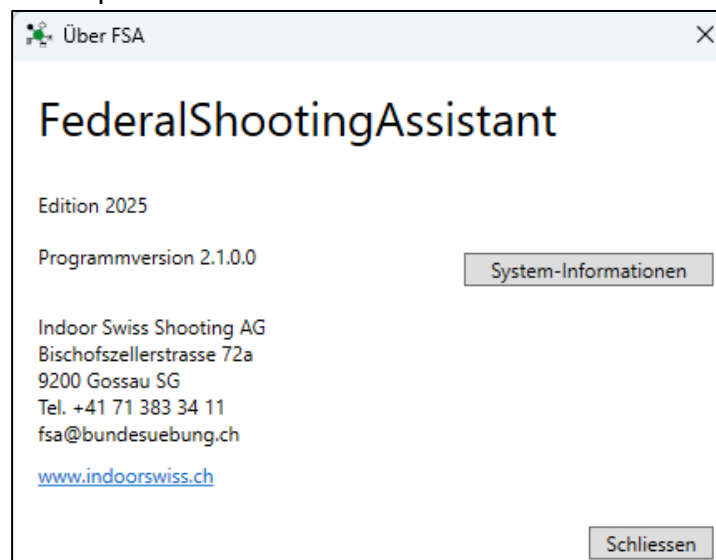 Über FSA
FederalShootingAssistant
Edition 2025
Programmversion 2.1.0.0
System-Informationen
Indoor Swiss Shooting AG
Bischofszellerstrasse 72a
9200 Gossau SG
Tel. +41 71 383 34 11
fsa@bundesuebung.ch
www.indoorswiss.ch
Schliessen